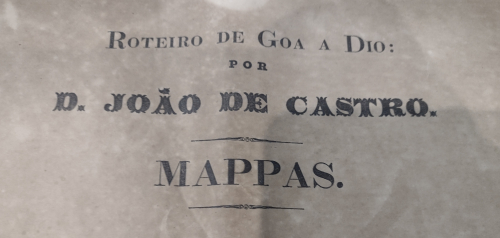 Roteiro de Goa a Dio:
POR
D. JOÃO DE CASTRO.
MAPPAS.